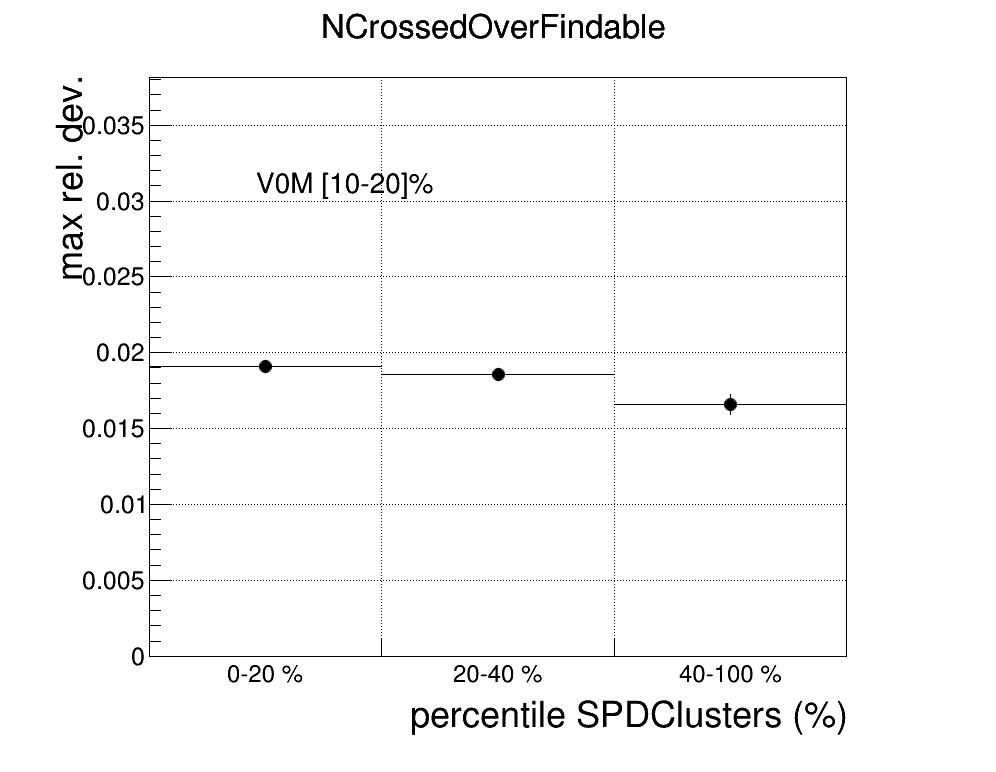 NCrossedOverFindable
max rel. dev.
0.035
V0M [10-20]%
0.03
0.025
0.02
0.015
0.01
0.005
0
0-20 % 20-40 % 40-100 %
percentile SPDClusters (%)